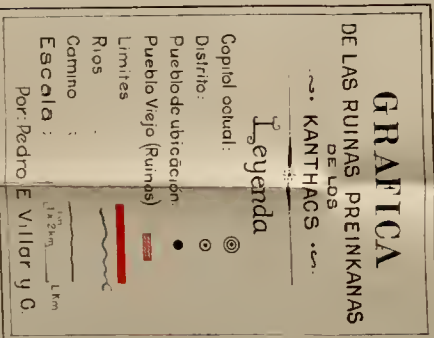 GRAFICA
DE LAS RUINAS PREINKANAS
DE LOS
KANTHACS
Leyenda
Capital actual:
Distrito:
Pueblo de ubicación:
Pueblo Viejo (Ruinas)
Limites
Rios :
Camino :
Escala :
Por: Pedro E Villar y C.